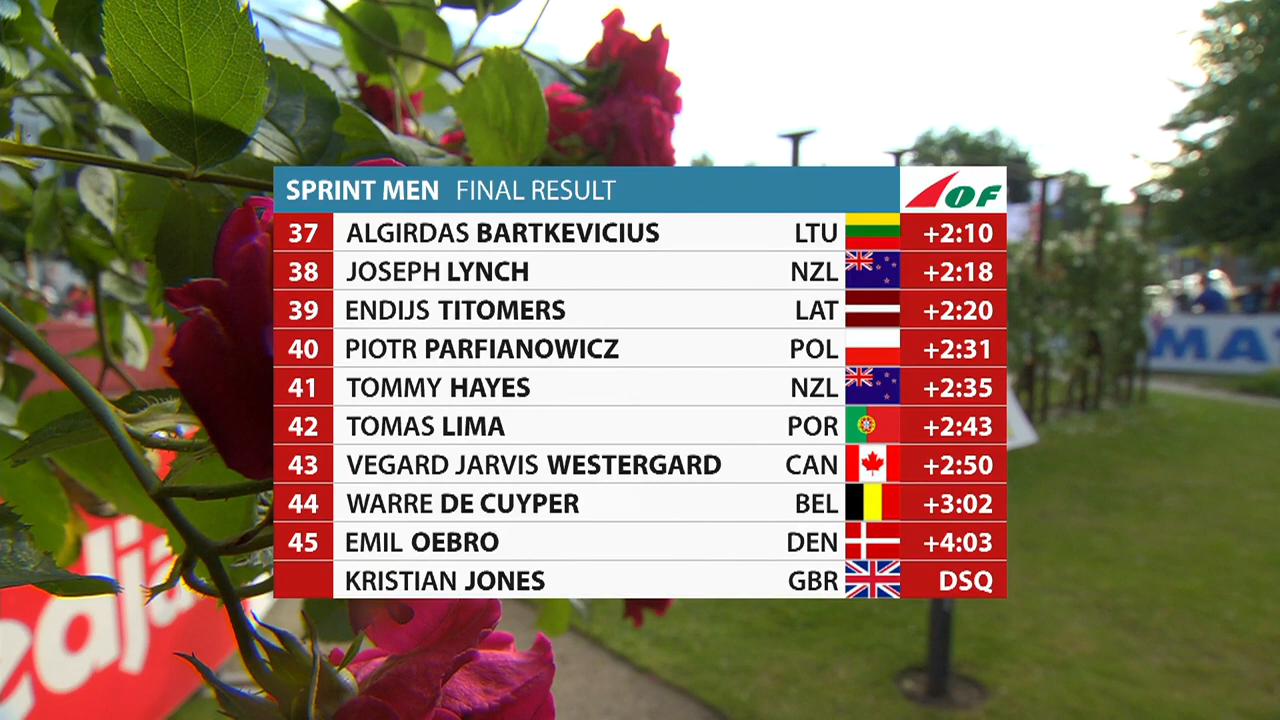 SPRINT MEN FINAL RESULT IOF
37 ALGIRDAS BARTKEVICIUS LTU +2:10
38 JOSEPH LYNCH NZL +2:18
39 ENDIJS TITOMERS LAT +2:20
40 PIOTR PARFIANOWICZ POL +2:31
41 TOMMY HAYES NZL +2:35
42 TOMAS LIMA POR +2:43
43 VEGARD JARVIS WESTERGARD CAN +2:50
44 WARRE DE CUYPER BEL +3:02
45 EMIL OEBRO DEN +4:03
KRISTIAN JONES GBR DSQ